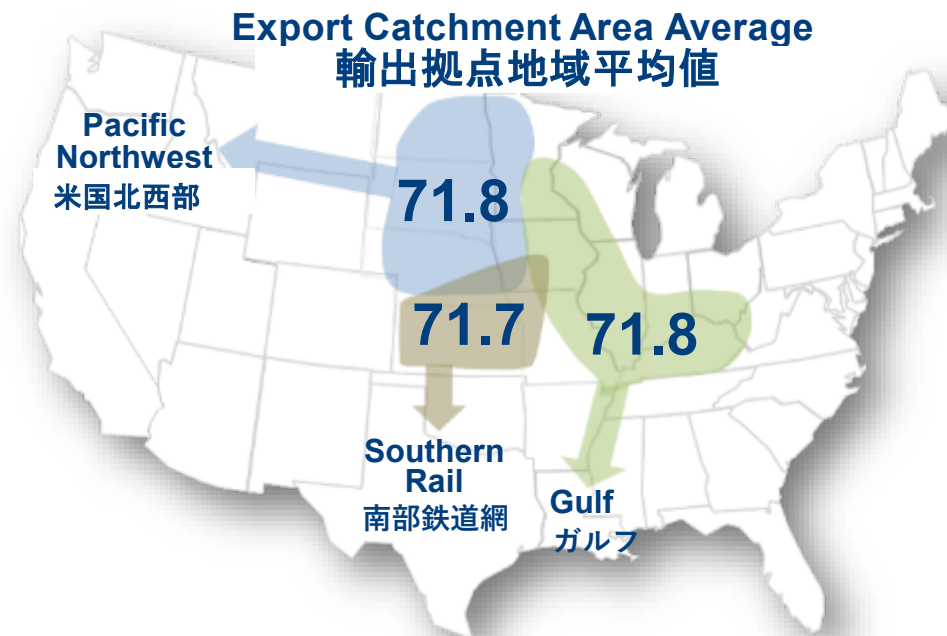 Export Catchment Area Average
輸出拠点地域平均値
Pacific
Northwest
米国北西部
71.8
71.7
71.8
Southern
Rail
南部鉄道網
Gulf
ガルフ